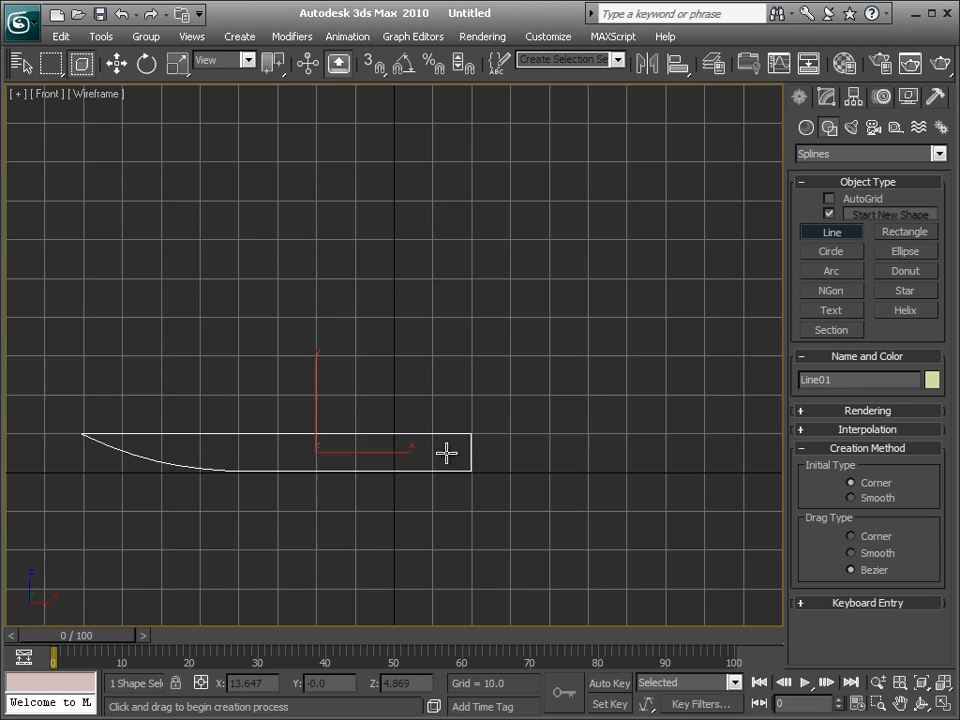 Autodesk 3ds Max 2010 Untitled
Type a keyword or phrase
Edit Tools Group Views Create Modifiers Animation Graph Editors Rendering Customize MAXScript Help
View
Create Selection Se
[ + ] [ Front ] [ Wireframe ]
Splines
Object Type
AutoGrid
Start New Shape
Line Rectangle
Circle Ellipse
Arc Donut
NGon Star
Text Helix
Section
Name and Color
Line01
Rendering
Interpolation
Creation Method
Initial Type
Corner
Smooth
Drag Type
Corner
Smooth
Bezier
Keyboard Entry
x
z
x
0 / 100
0 10 20 30 40 50 60 70 80 90 100
1 Shape Sel X: 13.647 Y: -0.0 Z: 4.869 Grid = 10.0 Auto Key Selected
Welcome to M
Click and drag to begin creation process Add Time Tag Set Key Key Filters... 0